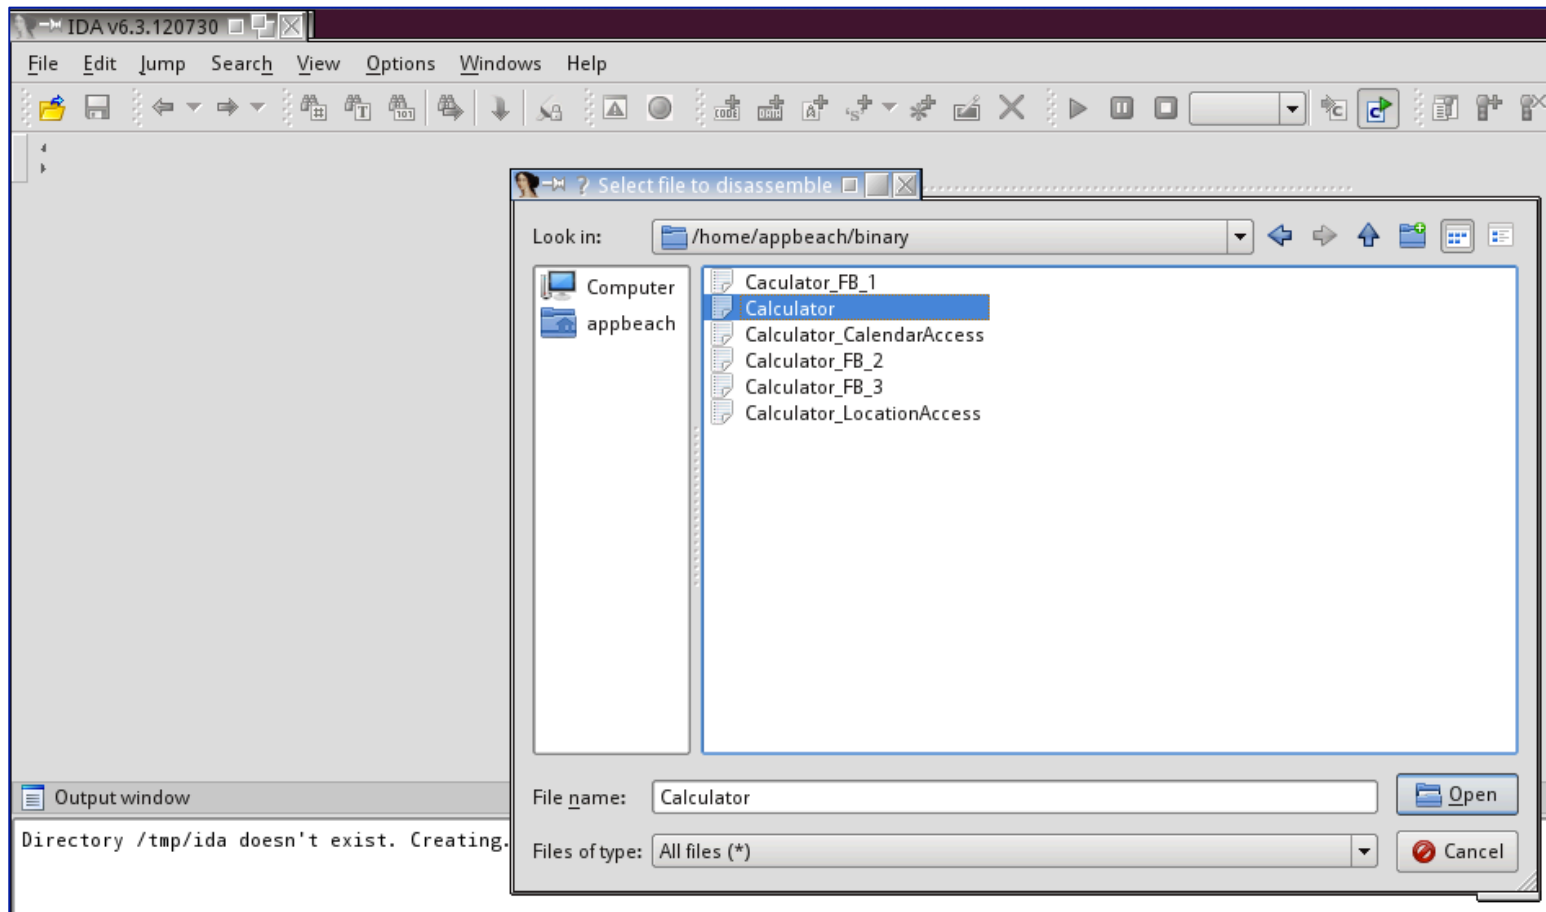 IDA v6.3.120730
File Edit Jump Search View Options Windows Help
Select file to disassemble
Look in: /home/appbeach/binary
Computer
appbeach
Caculator_FB_1
Calculator
Calculator_CalendarAccess
Calculator_FB_2
Calculator_FB_3
Calculator_LocationAccess
File name: Calculator Open
Files of type: All files (*) Cancel
Output window
Directory /tmp/ida doesn't exist. Creating.